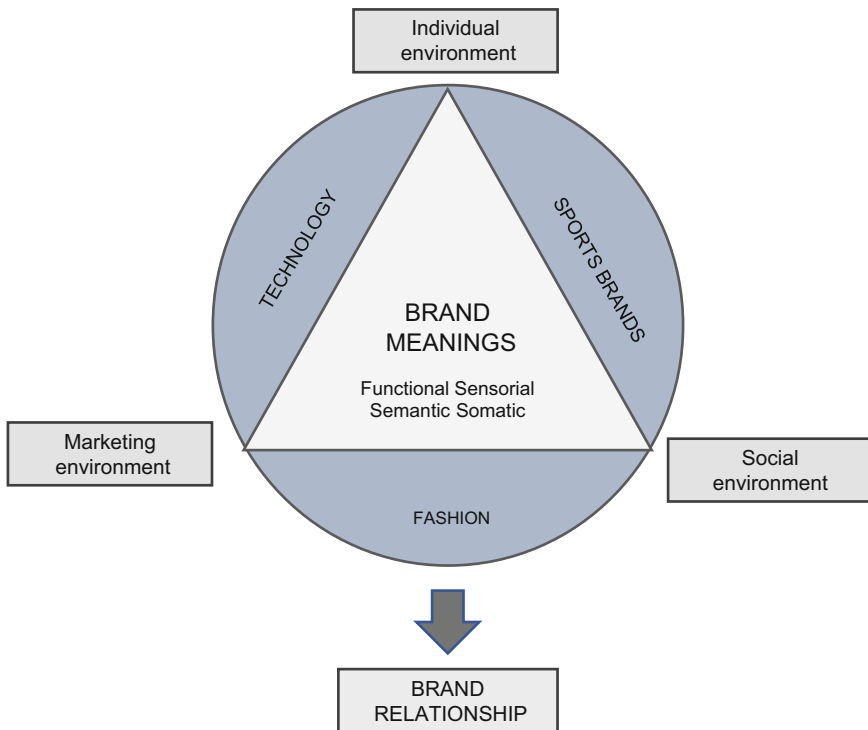 Individual
environment
TECHNOLOGY
SPORTS BRANDS
BRAND
MEANINGS
Functional Sensorial
Semantic Somatic
Marketing
environment
Social
environment
FASHION
BRAND
RELATIONSHIP